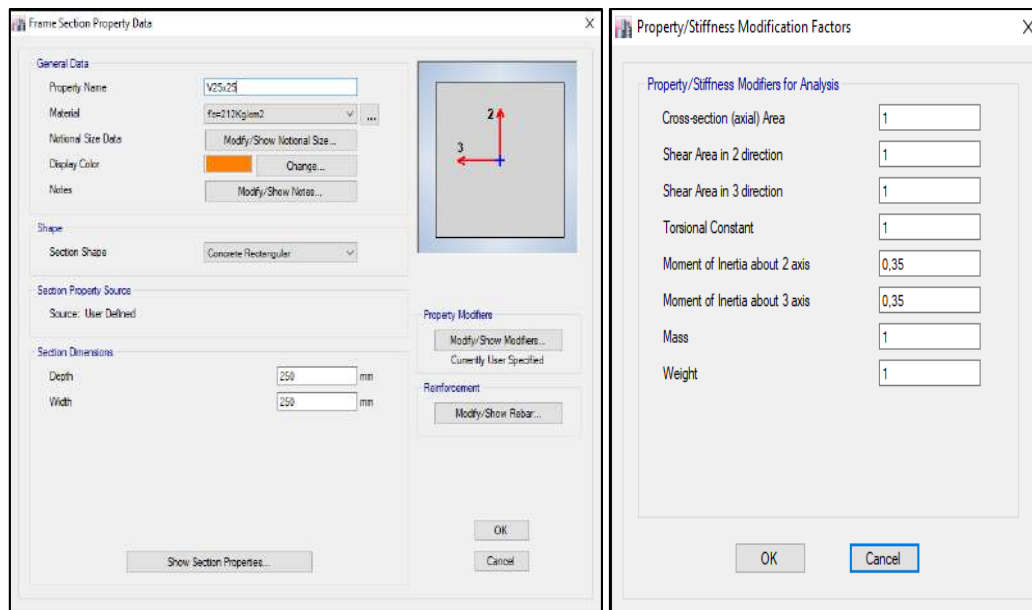 Frame Section Property Data X
General Data
Property Name V25x25
Material f'c=212Kg/cm2 ...
Notional Size Data Modify/Show Notional Size...
Display Color Change...
Notes Modify/Show Notes...
Shape
Section Shape Concrete Rectangular
Section Property Source
Source: User Defined
Section Dimensions
Depth 250 mm
Width 250 mm
Show Section Properties...
2
3
Property Modifiers
Modify/Show Modifiers...
Currently User Specified
Reinforcement
Modify/Show Rebar...
OK
Cancel
Property/Stiffness Modification Factors X
Property/Stiffness Modifiers for Analysis
Cross-section (axial) Area 1
Shear Area in 2 direction 1
Shear Area in 3 direction 1
Torsional Constant 1
Moment of Inertia about 2 axis 0,35
Moment of Inertia about 3 axis 0,35
Mass 1
Weight 1
OK Cancel